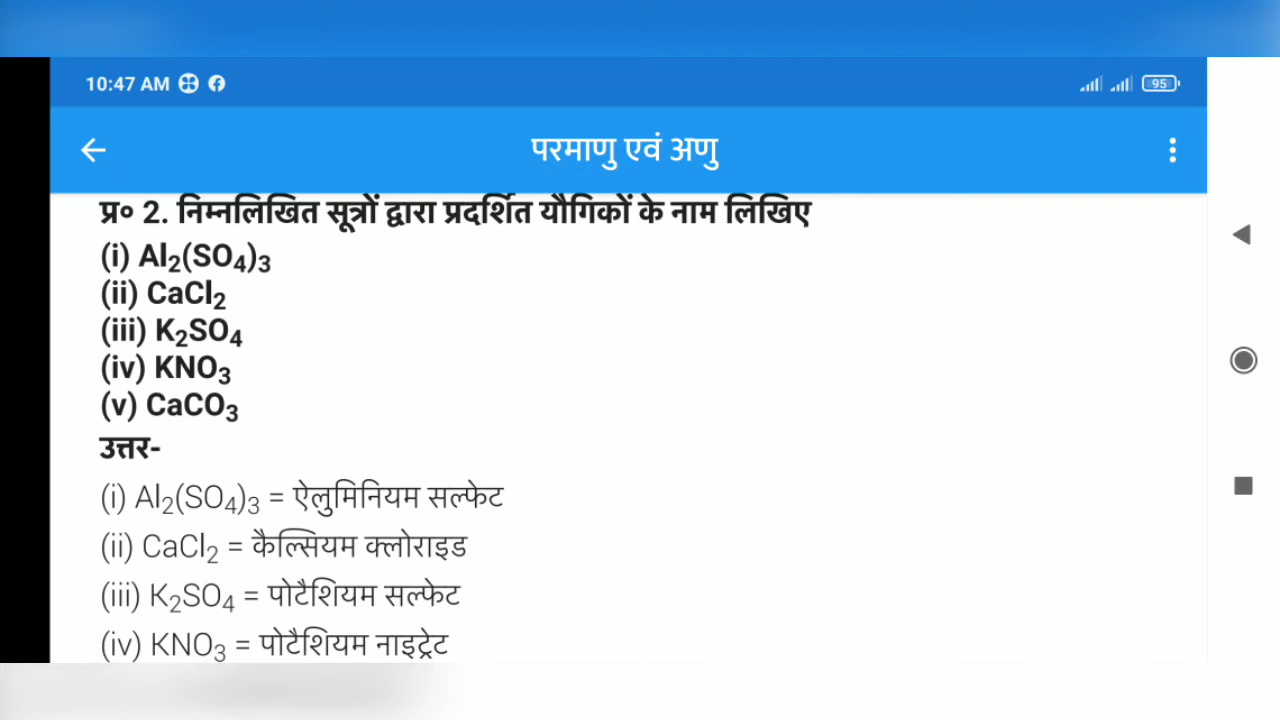 10:47 AM
95
परमाणु एवं अणु
प्र० 2. निम्नलिखित सूत्रों द्वारा प्रदर्शित यौगिकों के नाम लिखिए
(i) Al₂(SO₄)₃
(ii) CaCl₂
(iii) K₂SO₄
(iv) KNO₃
(v) CaCO₃
उत्तर-
(i) Al₂(SO₄)₃ = ऐलुमिनियम सल्फेट
(ii) CaCl₂ = कैल्सियम क्लोराइड
(iii) K₂SO₄ = पोटैशियम सल्फेट
(iv) KNO₃ = पोटैशियम नाइट्रेट